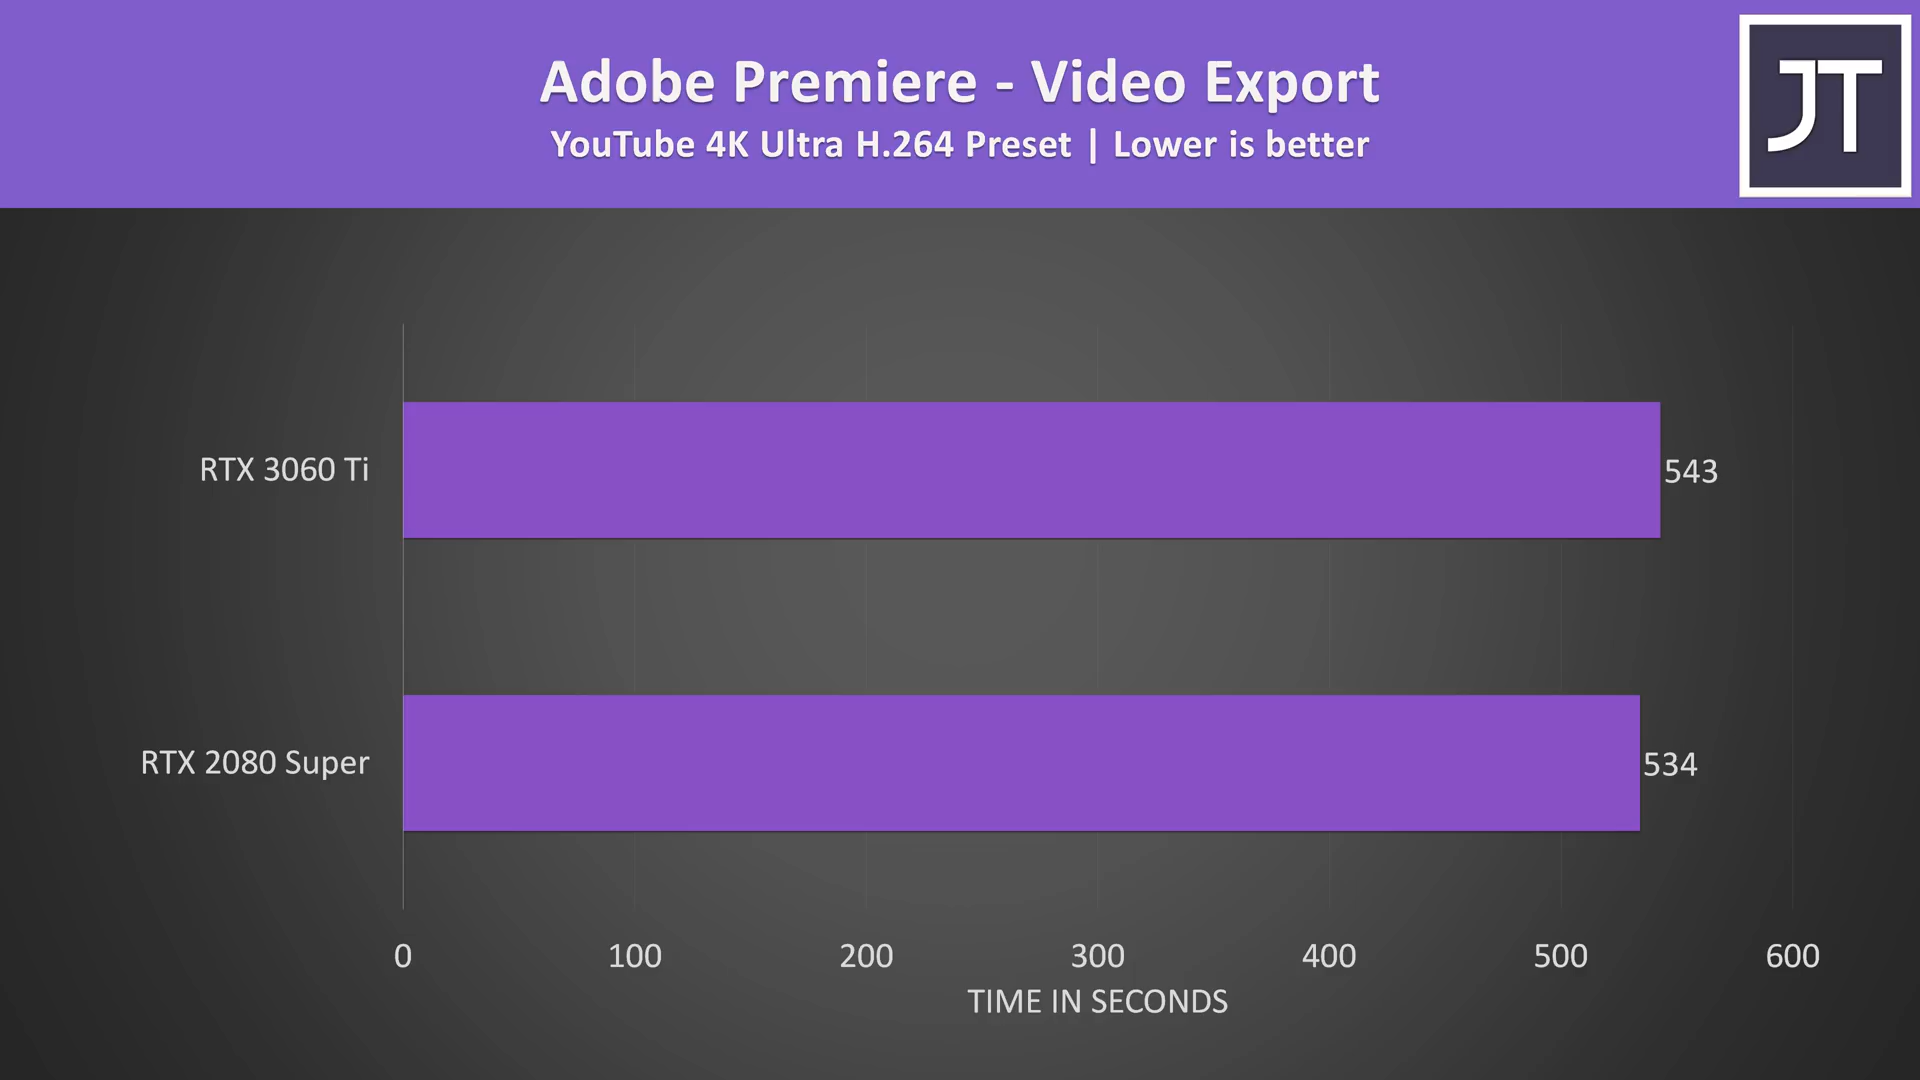 Adobe Premiere - Video Export
YouTube 4K Ultra H.264 Preset | Lower is better
JT
RTX 3060 Ti
543
RTX 2080 Super
534
0 100 200 300 400 500 600
TIME IN SECONDS